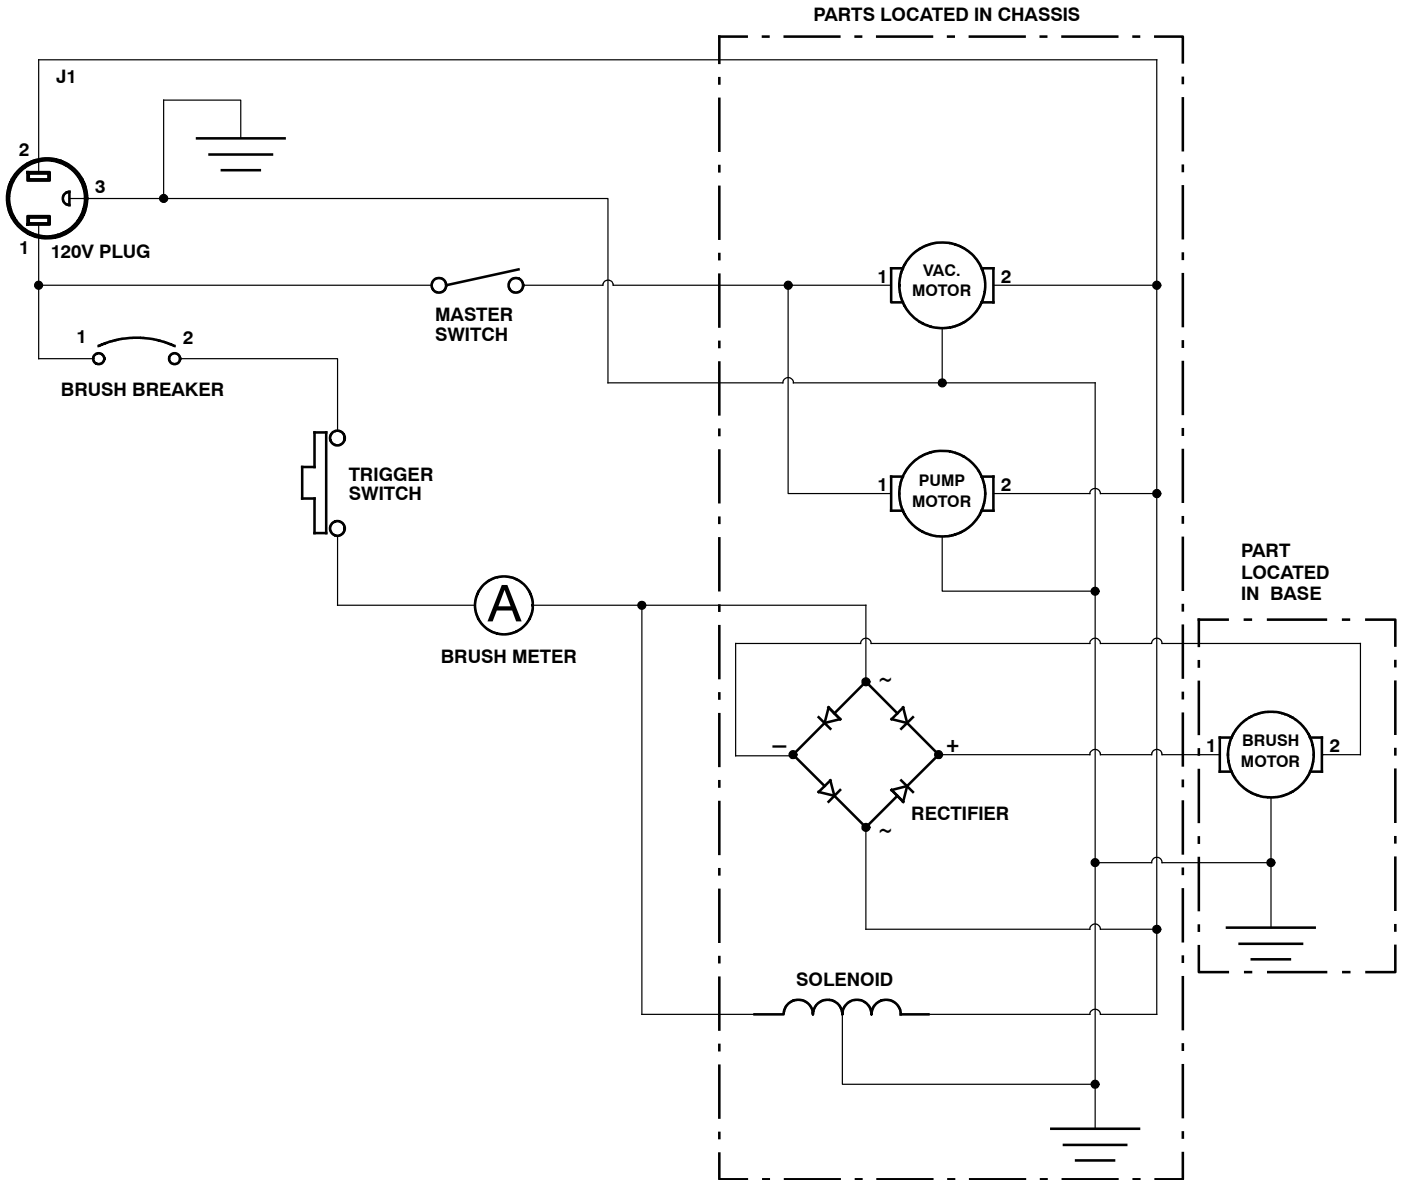 PARTS LOCATED IN CHASSIS
J1
2
3
1
120V PLUG
MASTER
SWITCH
1
VAC.
MOTOR
2
1
2
BRUSH BREAKER
TRIGGER
SWITCH
1
PUMP
MOTOR
2
PART
LOCATED
IN BASE
A
BRUSH METER
~
–
+
1
BRUSH
MOTOR
2
RECTIFIER
~
SOLENOID